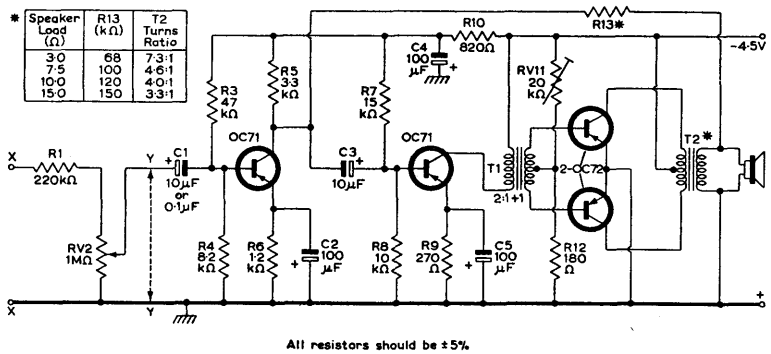 * Speaker Load (Ω) R13 (kΩ) T2 Turns Ratio
3·0 68 7·3:1
7·5 100 4·6:1
10·0 120 4·0:1
15·0 150 3·3:1
R10
820Ω
R13*
-4·5V
C4
100
μF
+
R3
47
kΩ
R5
3·3
kΩ
R7
15
kΩ
RV11
20
kΩ
OC71
OC71
T1
2:1+1
2-OC72
T2*
X
R1
220kΩ
Y
+
C1
10μF
or
0·1μF
C3
+
10μF
RV2
1MΩ
R4
8·2
kΩ
R6
1·2
kΩ
+
C2
100
μF
R8
10
kΩ
R9
270
Ω
+
C5
100
μF
R12
180
Ω
X
Y
+
All resistors should be ±5%